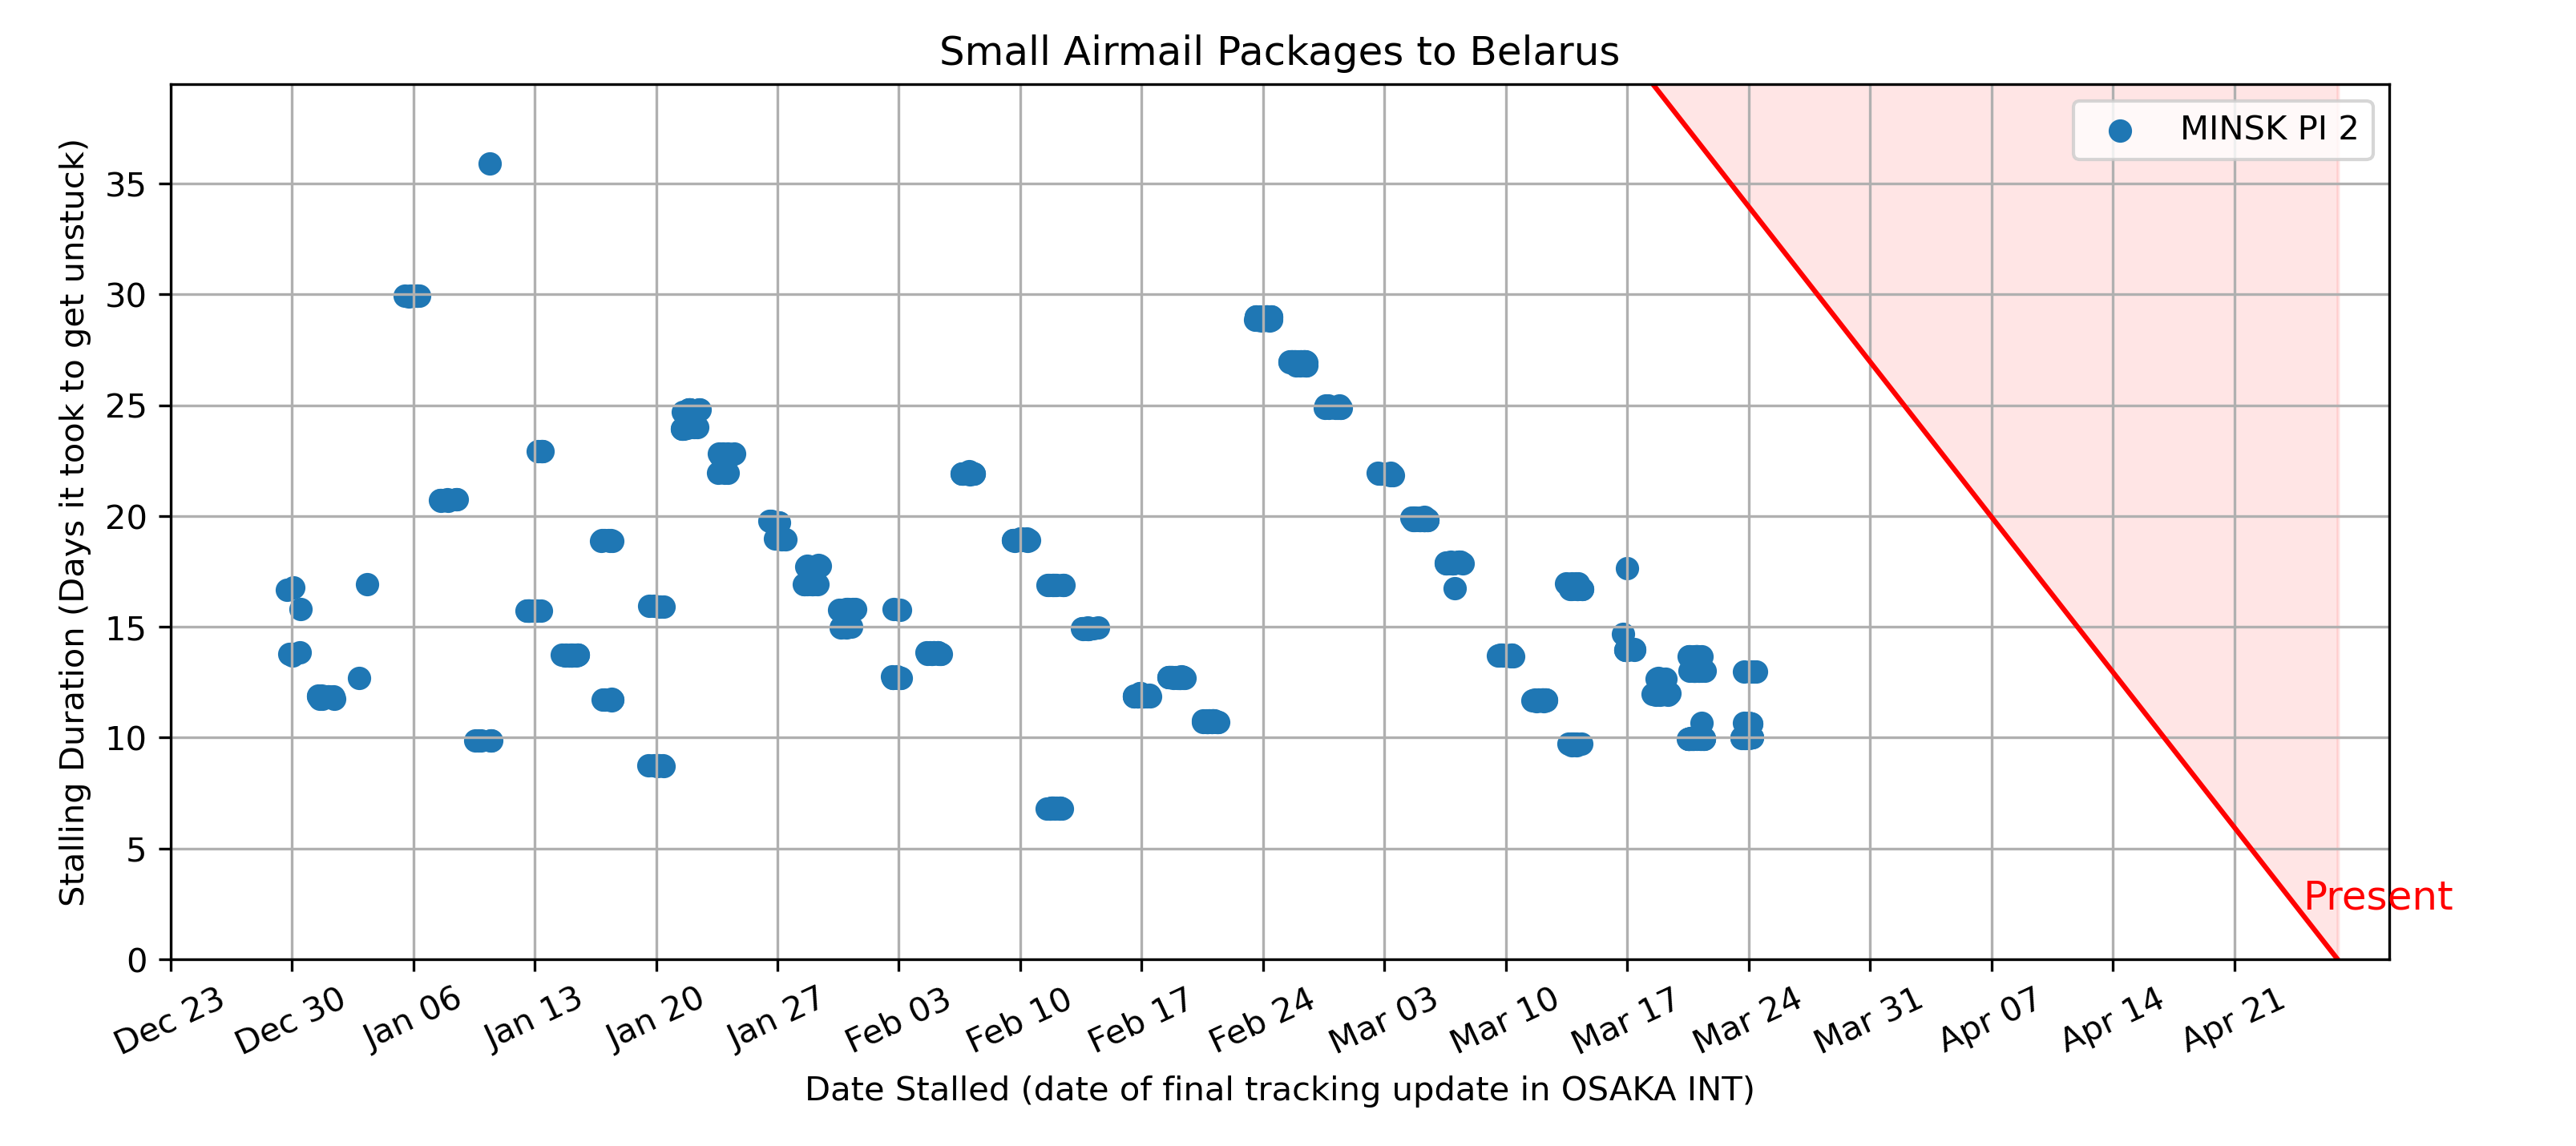 Small Airmail Packages to Belarus
MINSK PI 2
Stalling Duration (Days it took to get unstuck)
35
30
25
20
15
10
5
0
Present
Dec 23
Dec 30
Jan 06
Jan 13
Jan 20
Jan 27
Feb 03
Feb 10
Feb 17
Feb 24
Mar 03
Mar 10
Mar 17
Mar 24
Mar 31
Apr 07
Apr 14
Apr 21
Date Stalled (date of final tracking update in OSAKA INT)